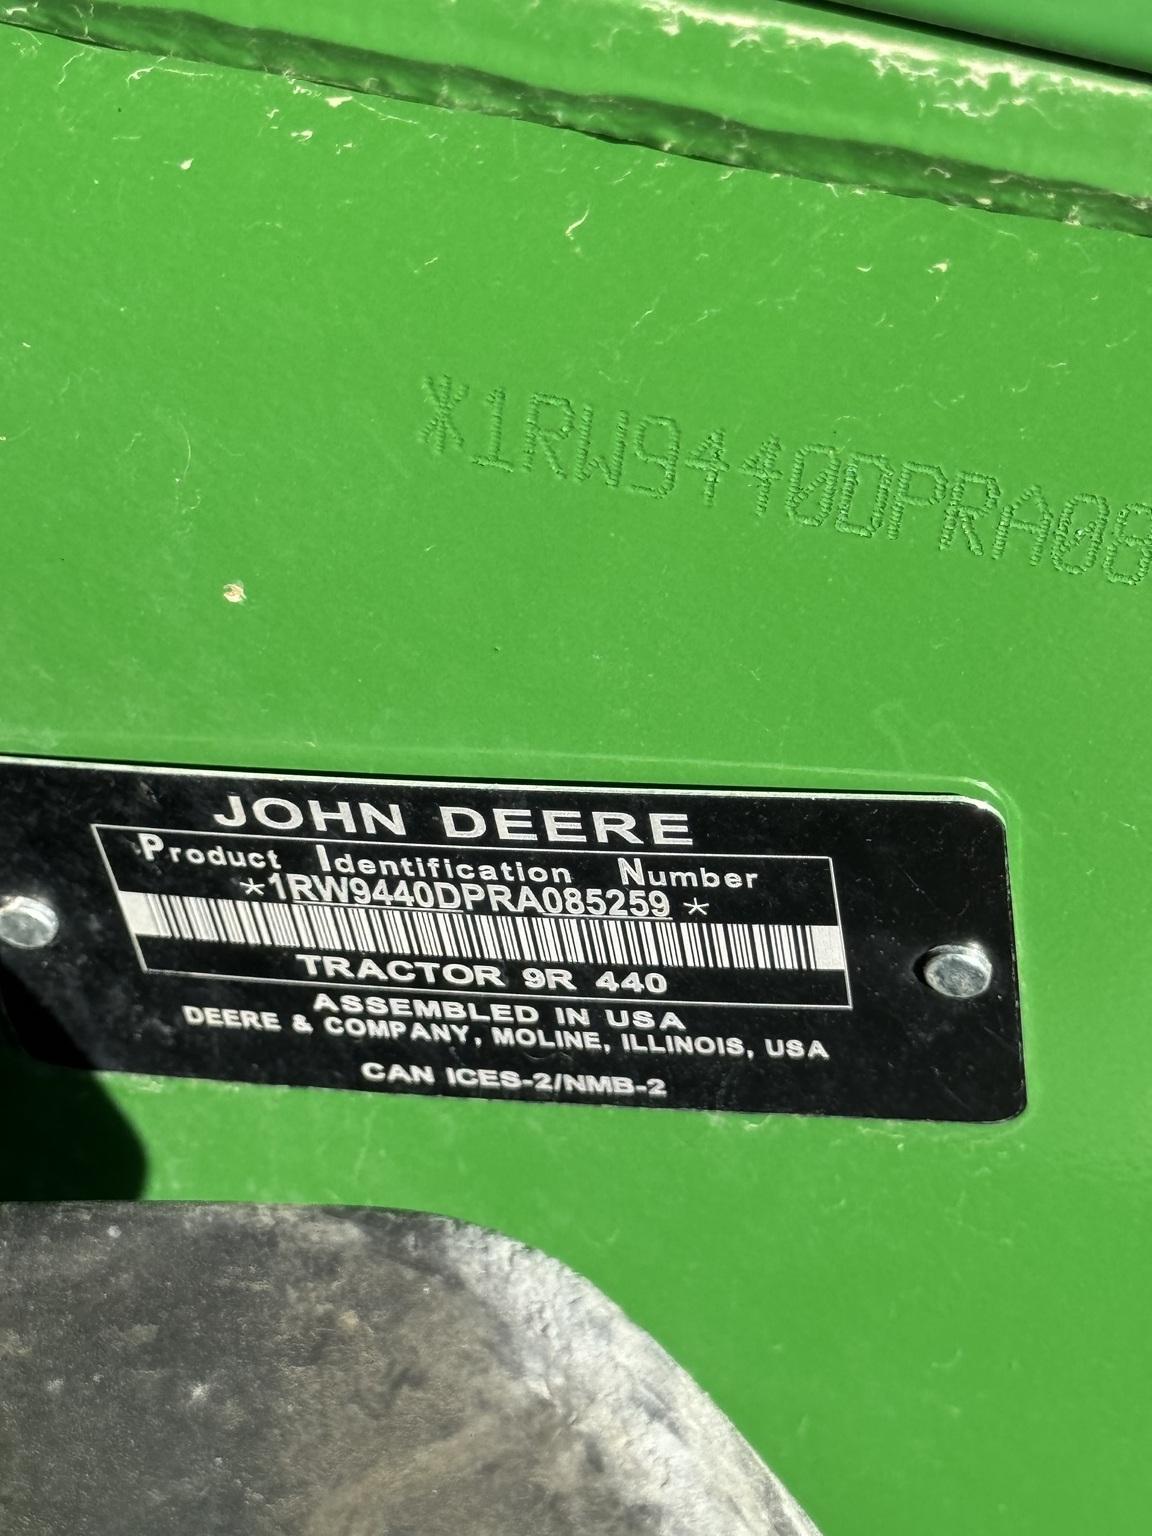 *1RW9440DPRA08
JOHN DEERE
Product Identification Number
*1RW9440DPRA085259*
TRACTOR 9R 440
ASSEMBLED IN USA
DEERE & COMPANY, MOLINE, ILLINOIS, USA
CAN ICES-2/NMB-2